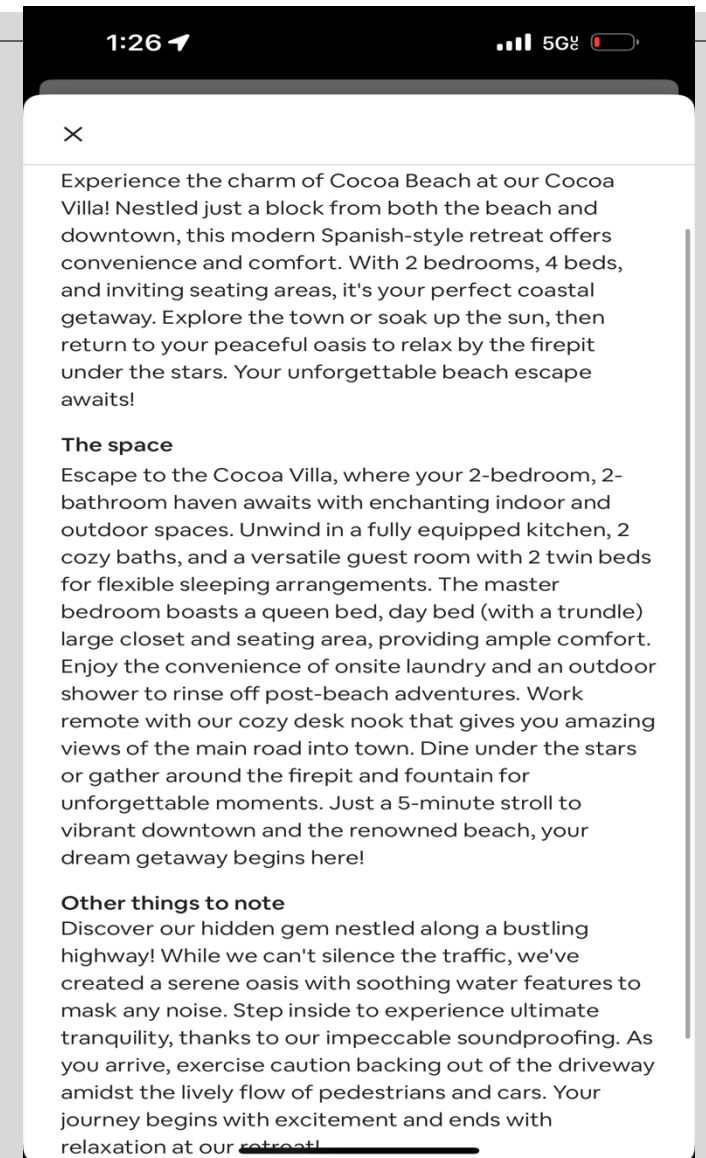 1:26
5G
Experience the charm of Cocoa Beach at our Cocoa
Villa! Nestled just a block from both the beach and
downtown, this modern Spanish-style retreat offers
convenience and comfort. With 2 bedrooms, 4 beds,
and inviting seating areas, it's your perfect coastal
getaway. Explore the town or soak up the sun, then
return to your peaceful oasis to relax by the firepit
under the stars. Your unforgettable beach escape
awaits!
The space
Escape to the Cocoa Villa, where your 2-bedroom, 2-
bathroom haven awaits with enchanting indoor and
outdoor spaces. Unwind in a fully equipped kitchen, 2
cozy baths, and a versatile guest room with 2 twin beds
for flexible sleeping arrangements. The master
bedroom boasts a queen bed, day bed (with a trundle)
large closet and seating area, providing ample comfort.
Enjoy the convenience of onsite laundry and an outdoor
shower to rinse off post-beach adventures. Work
remote with our cozy desk nook that gives you amazing
views of the main road into town. Dine under the stars
or gather around the firepit and fountain for
unforgettable moments. Just a 5-minute stroll to
vibrant downtown and the renowned beach, your
dream getaway begins here!
Other things to note
Discover our hidden gem nestled along a bustling
highway! While we can't silence the traffic, we've
created a serene oasis with soothing water features to
mask any noise. Step inside to experience ultimate
tranquility, thanks to our impeccable soundproofing. As
you arrive, exercise caution backing out of the driveway
amidst the lively flow of pedestrians and cars. Your
journey begins with excitement and ends with
relaxation at our retreat!